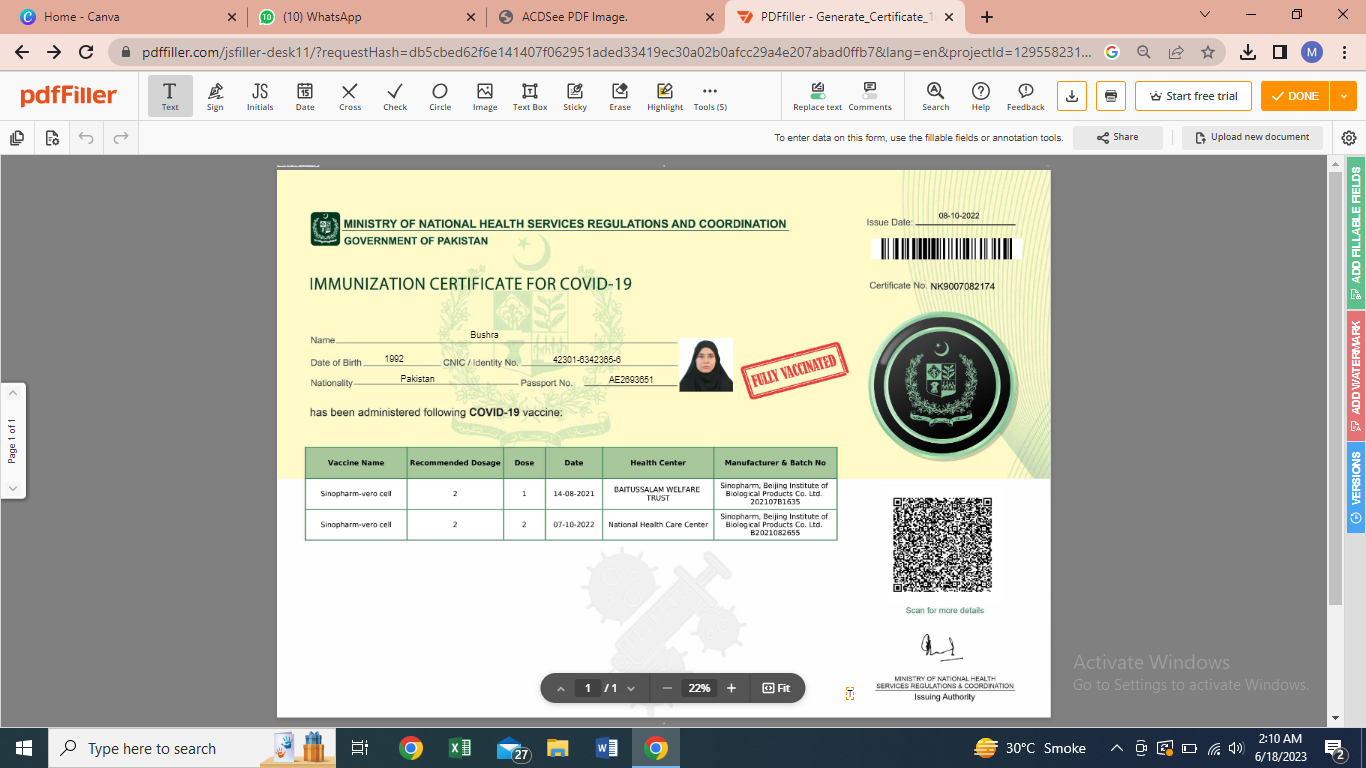 Home - Canva
(10) WhatsApp
ACDSee PDF Image.
PDFfiller - Generate_Certificate_1
pdffiller.com/jsfiller-desk11/?requestHash=db5cbed62f6e141407f062951aded33419ec30a02b0afcc29a4e207abad0ffb7&lang=en&projectId=129558231...
M
pdfFiller
Text
Sign
Initials
Date
Cross
Check
Circle
Image
Text Box
Sticky
Erase
Highlight
Tools (5)
Replace text
Comments
Search
Help
Feedback
Start free trial
DONE
To enter data on this form, use the fillable fields or annotation tools.
Share
Upload new document
ADD FILLABLE FIELDS
ADD WATERMARK
VERSIONS
Page 1 of 1
MINISTRY OF NATIONAL HEALTH SERVICES REGULATIONS AND COORDINATION
GOVERNMENT OF PAKISTAN
Issue Date: 08-10-2022
IMMUNIZATION CERTIFICATE FOR COVID-19
Certificate No. NK9007082174
Name Bushra
Date of Birth 1992 CNIC / Identity No. 42301-6342365-6
Nationality Pakistan Passport No. AE2693651
FULLY VACCINATED
has been administered following COVID-19 vaccine:
Vaccine Name Recommended Dosage Dose Date Health Center Manufacturer & Batch No
Sinopharm-vero cell 2 1 14-08-2021 BAITUSSALAM WELFARE TRUST Sinopharm, Beijing Institute of Biological Products Co. Ltd. 202107B1635
Sinopharm-vero cell 2 2 07-10-2022 National Health Care Center Sinopharm, Beijing Institute of Biological Products Co. Ltd. B2021082655
Scan for more details
MINISTRY OF NATIONAL HEALTH
SERVICES REGULATIONS & COORDINATION
Issuing Authority
1 / 1
22%
Fit
Activate Windows
Go to Settings to activate Windows.
Type here to search
27
30°C Smoke
2:10 AM
6/18/2023
2